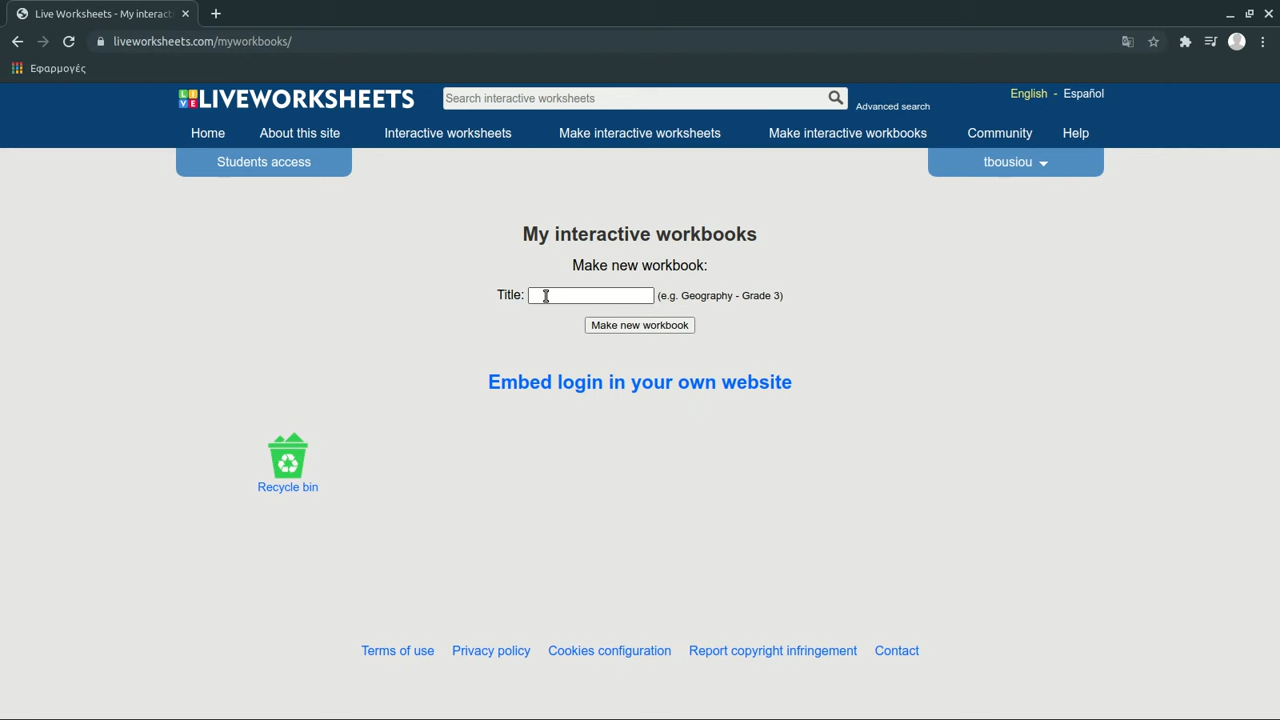 Live Worksheets - My interact
liveworksheets.com/myworkbooks/
Εφαρμογές
LIVEWORKSHEETS
Search interactive worksheets
Advanced search
English - Español
Home About this site Interactive worksheets Make interactive worksheets Make interactive workbooks Community Help
Students access
tbousiou
My interactive workbooks
Make new workbook:
Title: (e.g. Geography - Grade 3)
Make new workbook
Embed login in your own website
Recycle bin
Terms of use Privacy policy Cookies configuration Report copyright infringement Contact